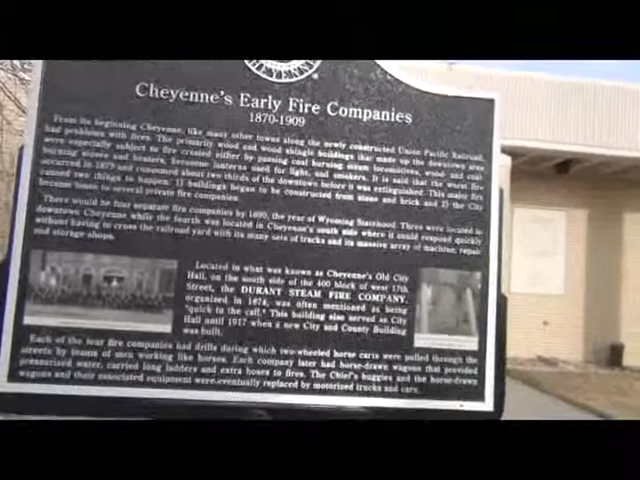 CHEYENNE
Cheyenne's Early Fire Companies
1870-1909
From its beginning Cheyenne, like many other towns along the newly constructed Union Pacific Railroad,
had problems with fires. The primarily wood and wood shingle buildings that made up the downtown area
were especially subject to fire created either by passing coal burning steam locomotives, wood- and coal-
burning stoves and heaters, kerosene lanterns used for light, and smokers. It is said that the worst fire
occurred in 1870 and consumed about two thirds of the downtown before it was extinguished. This major fire
caused two things to happen: 1) buildings began to be constructed from stone and brick and 2) the City
became home to several private fire companies.
There would be four separate fire companies by 1890, the year of Wyoming Statehood. Three were located in
downtown Cheyenne while the fourth was located in Cheyenne's south side where it could respond quickly
without having to cross the railroad yard with its many sets of tracks and its massive array of machine, repair
and storage shops.
Located in what was known as Cheyenne's Old City
Hall, on the south side of the 400 block of west 17th
Street, the DURANT STEAM FIRE COMPANY,
organized in 1874, was often mentioned as being
"quick to the call." This building also served as City
Hall until 1917 when a new City and County Building
was built.
Each of the four fire companies had drills during which two-wheeled horse carts were pulled through the
streets by teams of men working like horses. Each company later had horse-drawn wagons that provided
pressurized water, carried long ladders and extra hoses to fires. The Chief's buggies and the horse-drawn
wagons and their associated equipment were eventually replaced by motorized trucks and cars.